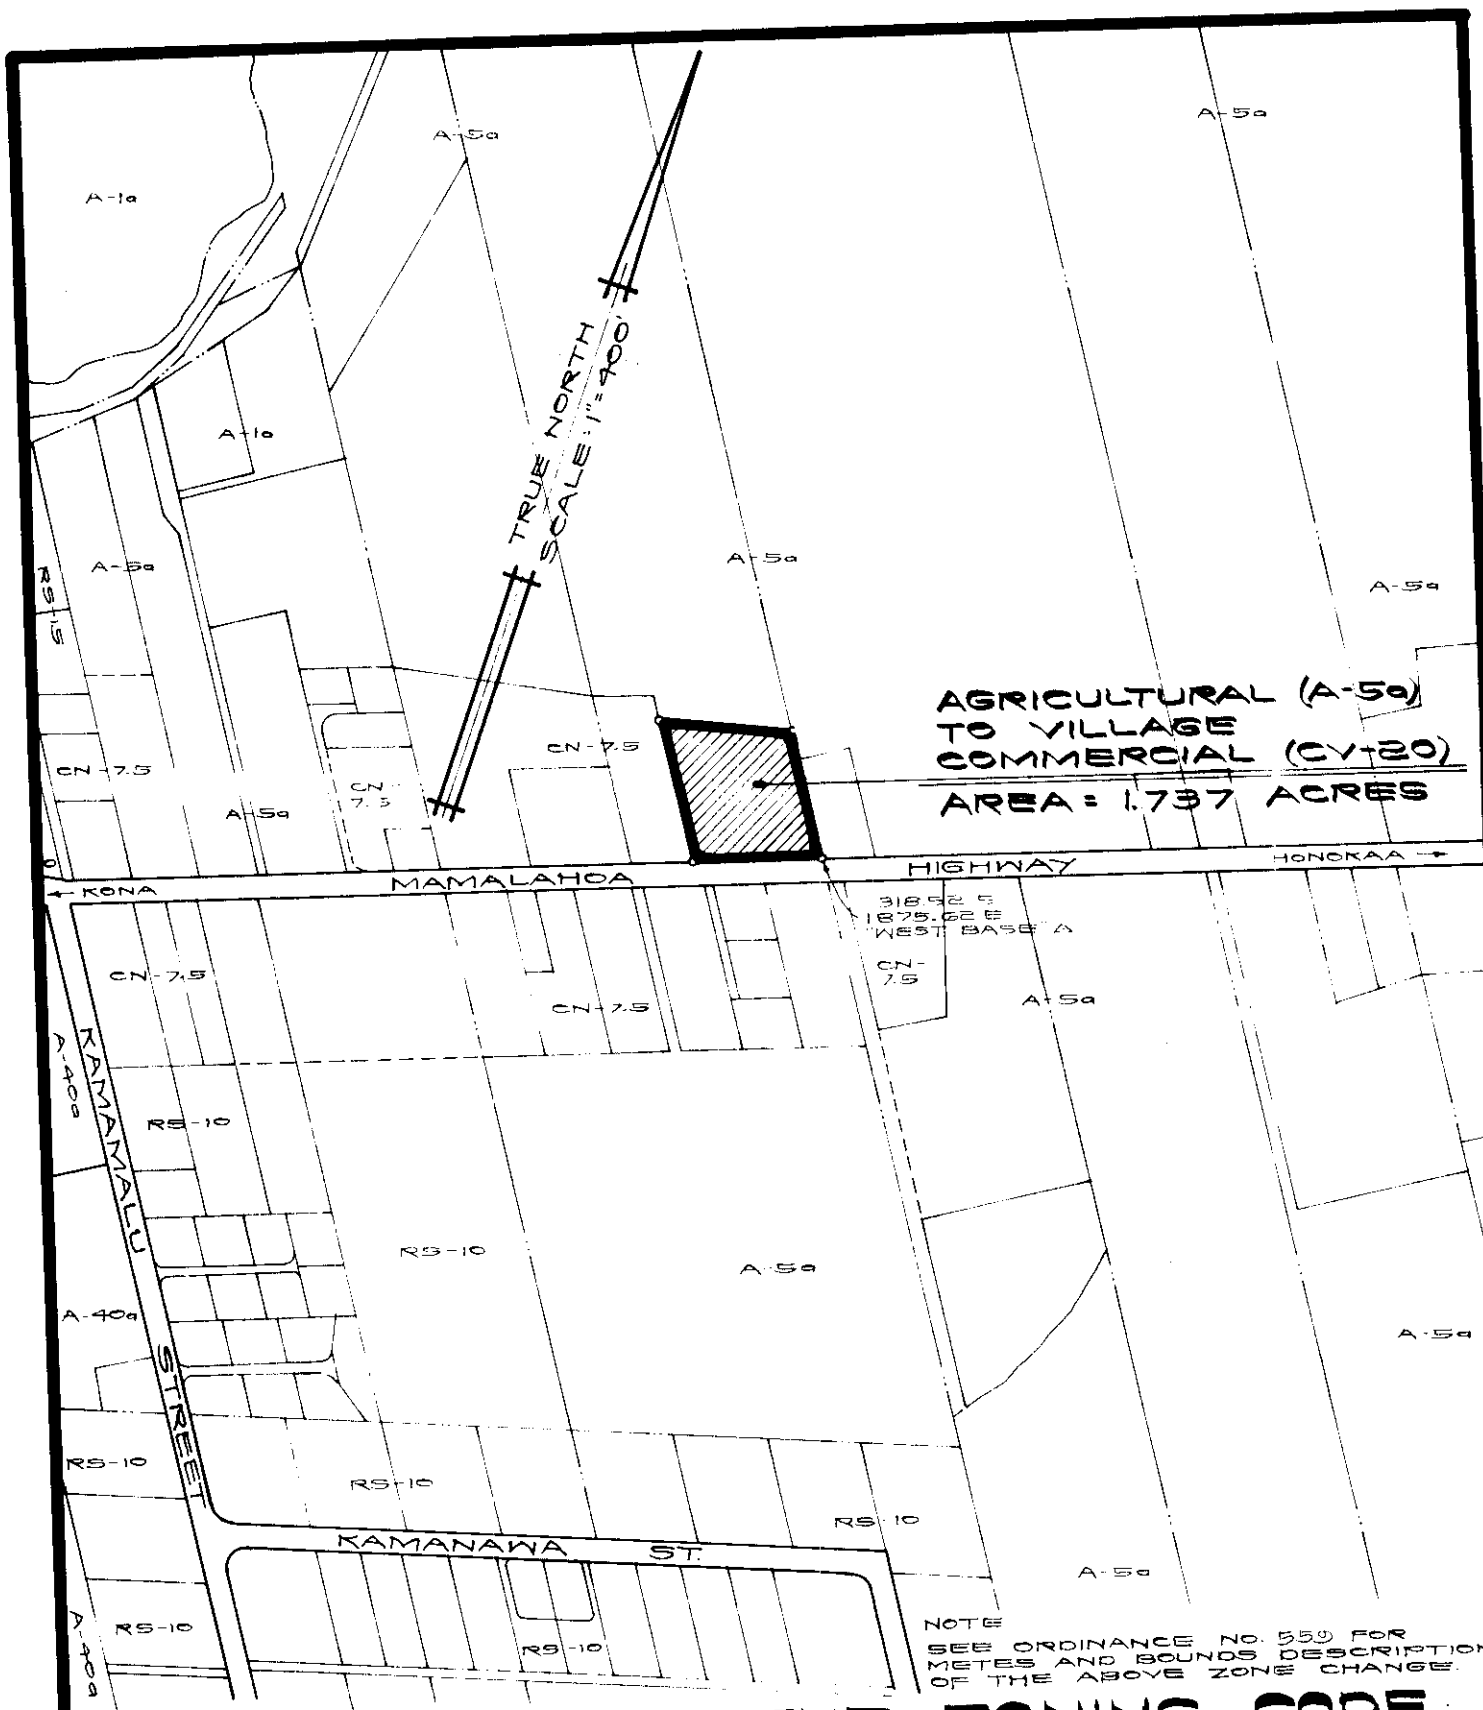 A-5a
A-5a
A-1a
TRUE NORTH
SCALE: 1" = 400'
A-1a
A-5a
A-5a
A-5a
RS-15
AGRICULTURAL (A-5a)
TO VILLAGE
COMMERCIAL (CV-20)
AREA = 1.737 ACRES
CN-7.5
CN-7.5
CN-
7.5
A-5a
← KONA
MAMALAHOA
HIGHWAY
HONOKAA →
318.52 S
1875.62 E
"WEST BASE" Δ
CN-7.5
CN-7.5
CN-
7.5
A-5a
A-40a
KAMAMALU
STREET
RS-10
RS-10
A-5a
A-40a
A-5a
RS-10
RS-10
RS-10
KAMANAWA ST.
A-5a
A-40a
RS-10
RS-10
NOTE
SEE ORDINANCE NO. 559 FOR
METES AND BOUNDS DESCRIPTION
OF THE ABOVE ZONE CHANGE.
ZONING CODE